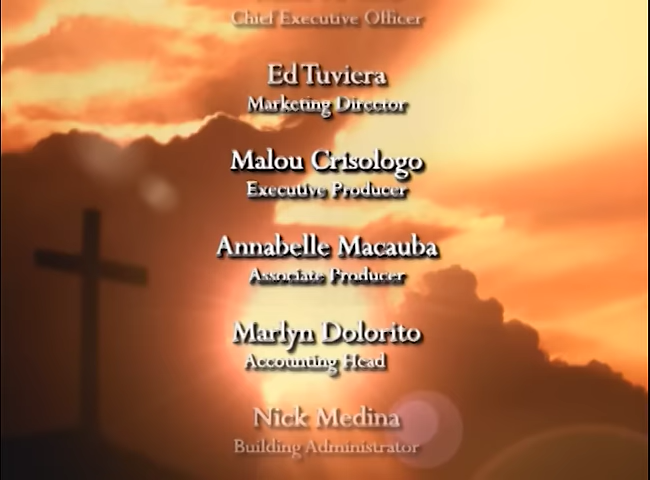 Chief Executive Officer
Ed Tuviera
Marketing Director
Malou Crisologo
Executive Producer
Annabelle Macauba
Associate Producer
Marlyn Dolorito
Accounting Head
Nick Medina
Building Administrator